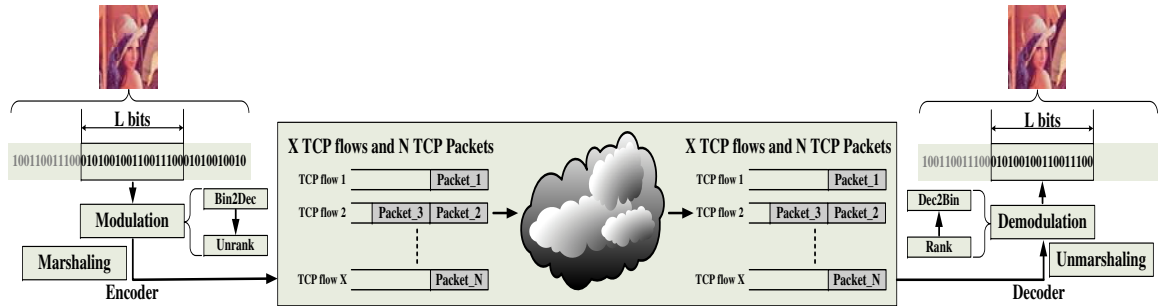 L bits
10011001110001010010011001110001010010010
Modulation
Bin2Dec
Unrank
Marshaling
Encoder
X TCP flows and N TCP Packets
TCP flow 1 Packet_1
TCP flow 2 Packet_3 Packet_2
TCP flow X Packet_N
X TCP flows and N TCP Packets
TCP flow 1 Packet_1
TCP flow 2 Packet_3 Packet_2
TCP flow X Packet_N
L bits
100110011100010100100110011100
Dec2Bin
Rank
Demodulation
Unmarshaling
Decoder